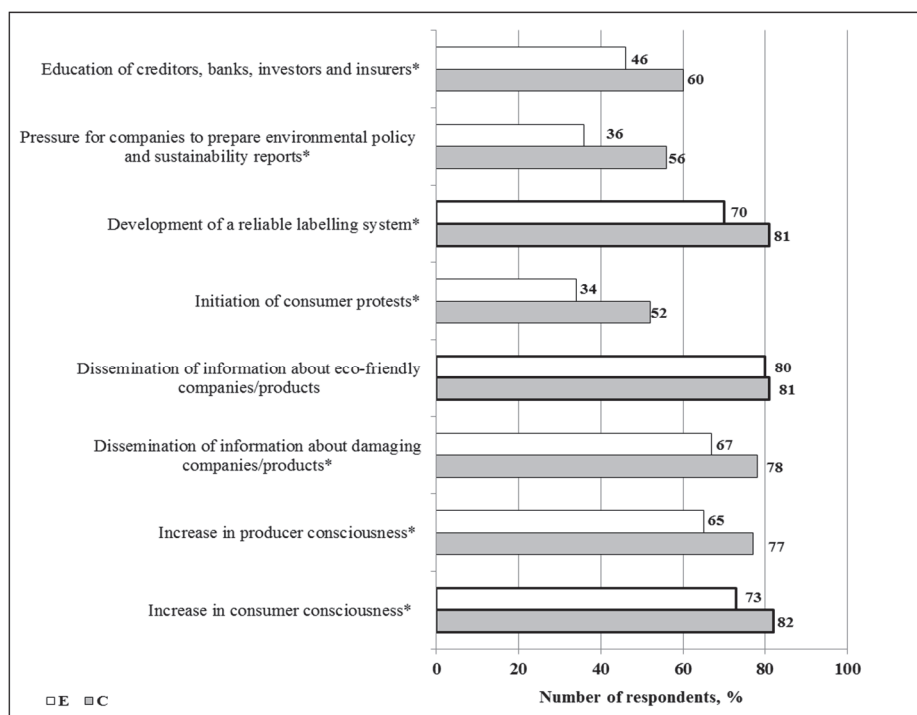 Education of creditors, banks, investors and insurers*
46
60
Pressure for companies to prepare environmental policy
and sustainability reports*
36
56
Development of a reliable labelling system*
70
81
Initiation of consumer protests*
34
52
Dissemination of information about eco-friendly
companies/products
80
81
Dissemination of information about damaging
companies/products*
67
78
Increase in producer consciousness*
65
77
Increase in consumer consciousness*
73
82
0 20 40 60 80 100
Number of respondents, %
E C